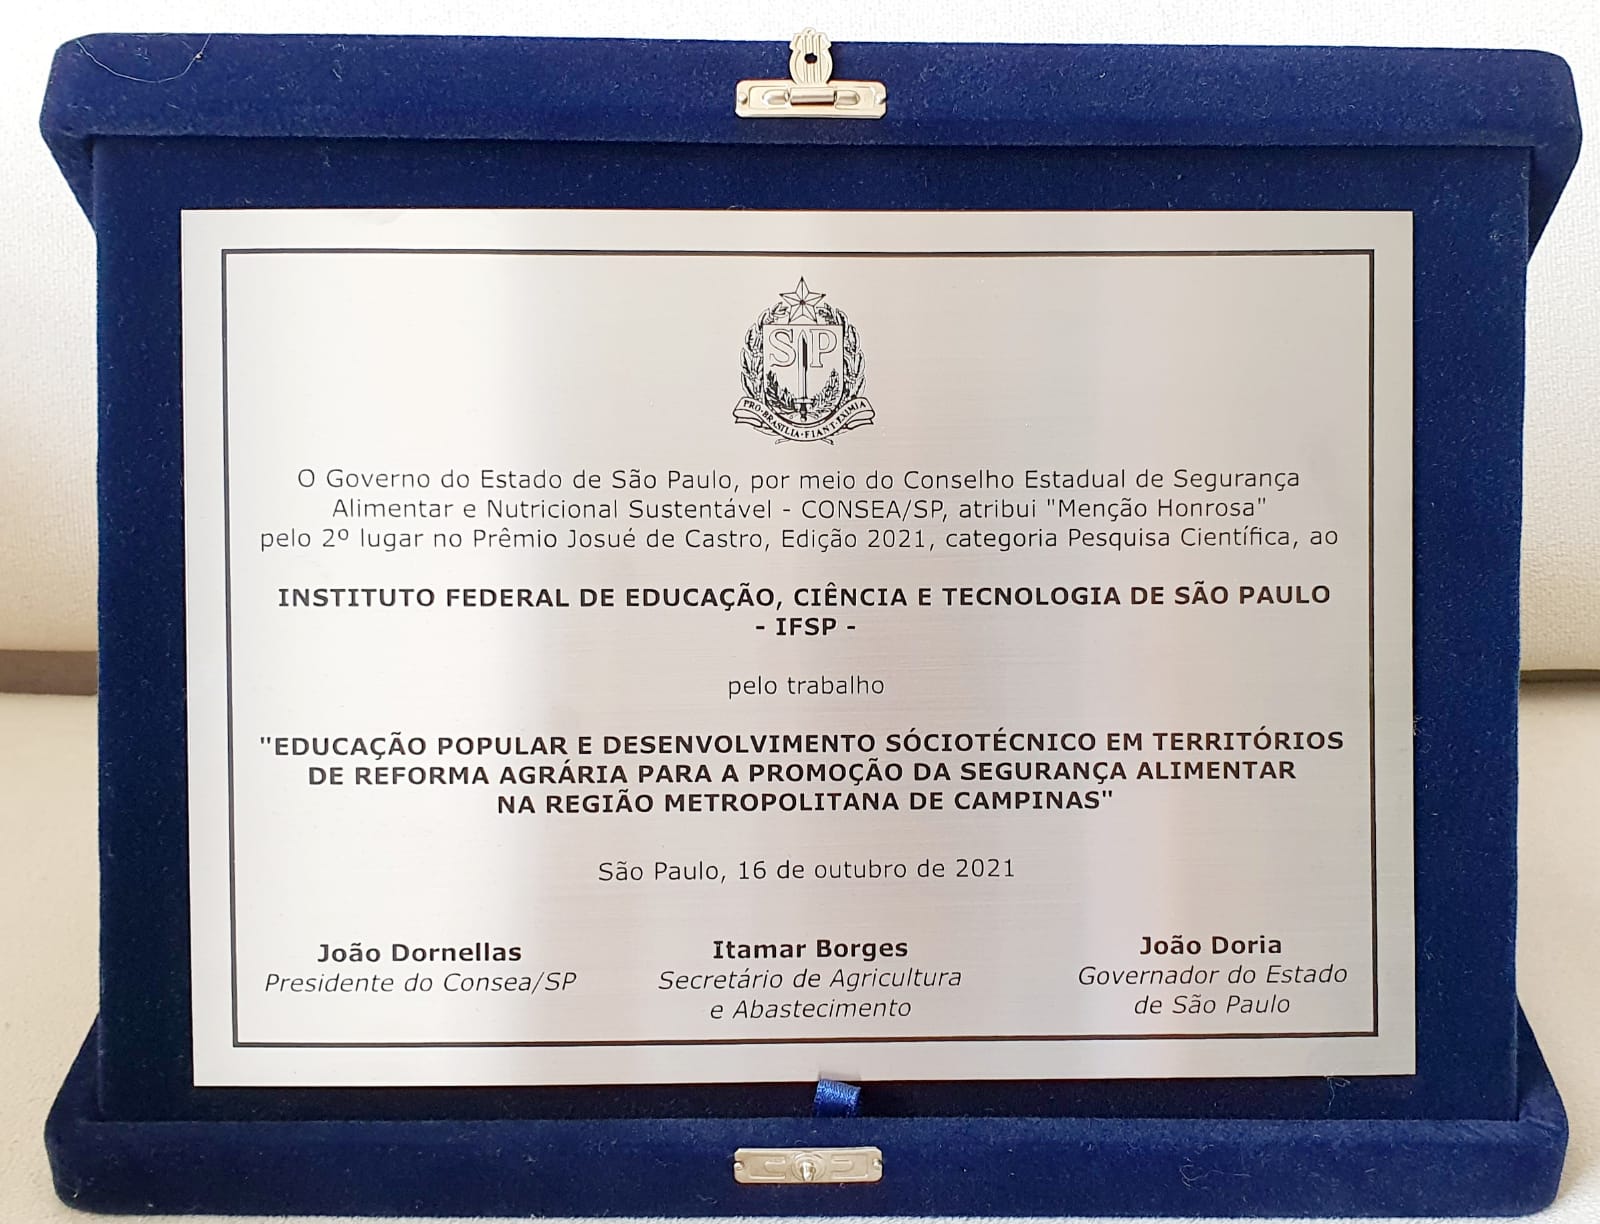 SP
PRO·BRASILIA·FIANT·EXIMIA
O Governo do Estado de São Paulo, por meio do Conselho Estadual de Segurança
Alimentar e Nutricional Sustentável - CONSEA/SP, atribui "Menção Honrosa"
pelo 2º lugar no Prêmio Josué de Castro, Edição 2021, categoria Pesquisa Científica, ao
INSTITUTO FEDERAL DE EDUCAÇÃO, CIÊNCIA E TECNOLOGIA DE SÃO PAULO
- IFSP -
pelo trabalho
"EDUCAÇÃO POPULAR E DESENVOLVIMENTO SÓCIOTÉCNICO EM TERRITÓRIOS
DE REFORMA AGRÁRIA PARA A PROMOÇÃO DA SEGURANÇA ALIMENTAR
NA REGIÃO METROPOLITANA DE CAMPINAS"
São Paulo, 16 de outubro de 2021
João Dornellas
Presidente do Consea/SP
Itamar Borges
Secretário de Agricultura
e Abastecimento
João Doria
Governador do Estado
de São Paulo